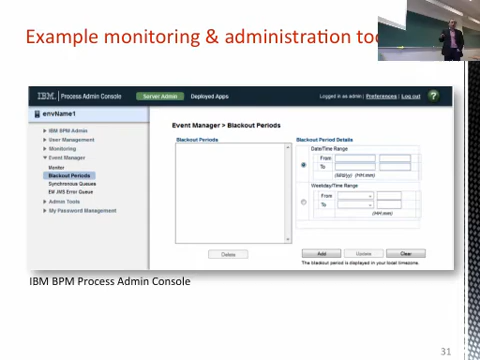 Example monitoring & administration too
IBM Process Admin Console
Server Admin
Deployed Apps
Logged in as admin
Preferences
Log out
?
envName1
IBM BPM Admin
User Management
Monitoring
Event Manager
Monitor
Blackout Periods
Synchronous Queues
EM JMS Error Queue
Admin Tools
My Password Management
Event Manager > Blackout Periods
Blackout Periods
Delete
Blackout Period Details
Date/Time Range
From
To
(HH:mm)
Weekday/Time Range
From
To
(HH:mm)
Add
Update
Clear
The blackout period is displayed in your local timezone.
IBM BPM Process Admin Console
31